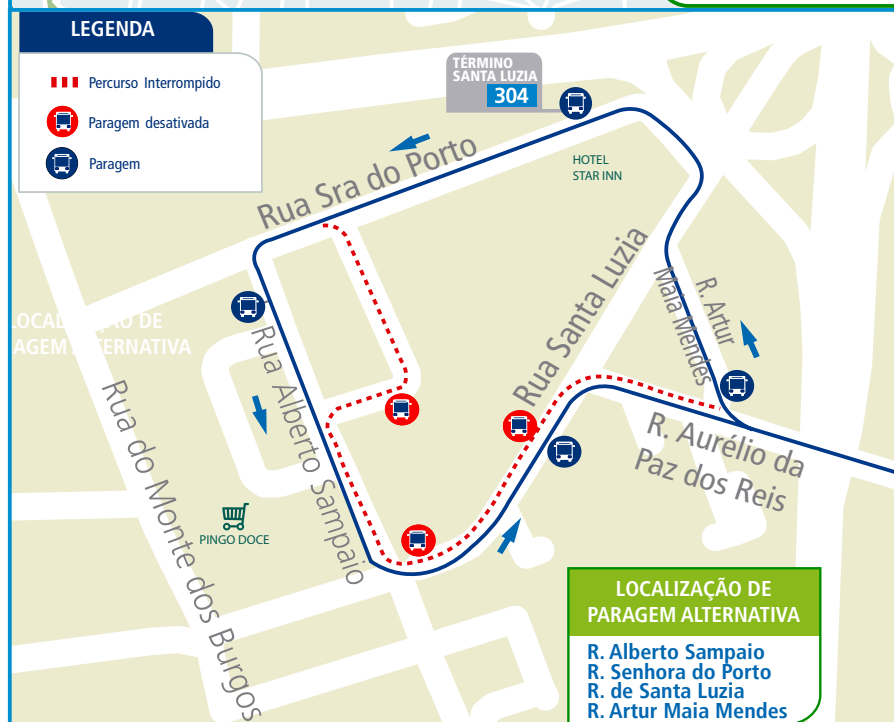 LEGENDA
Percurso Interrompido
Paragem desativada
Paragem
TÉRMINO
SANTA LUZIA
304
HOTEL
STAR INN
Rua Sra do Porto
Rua Santa Luzia
R. Artur
Maia Mendes
DE
ALTERNATIVA
Rua Alberto Sampaio
Rua do Monte dos Burgos
R. Aurélio da
Paz dos Reis
PINGO DOCE
LOCALIZAÇÃO DE
PARAGEM ALTERNATIVA
R. Alberto Sampaio
R. Senhora do Porto
R. de Santa Luzia
R. Artur Maia Mendes